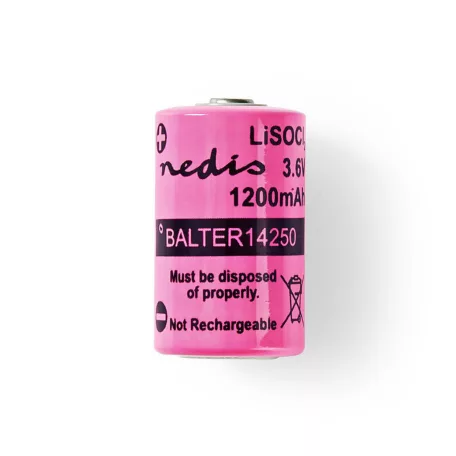 LiSOCl
nedis 3.6V
1200mAh
BALTER14250
Must be disposed
of properly.
Not Rechargeable